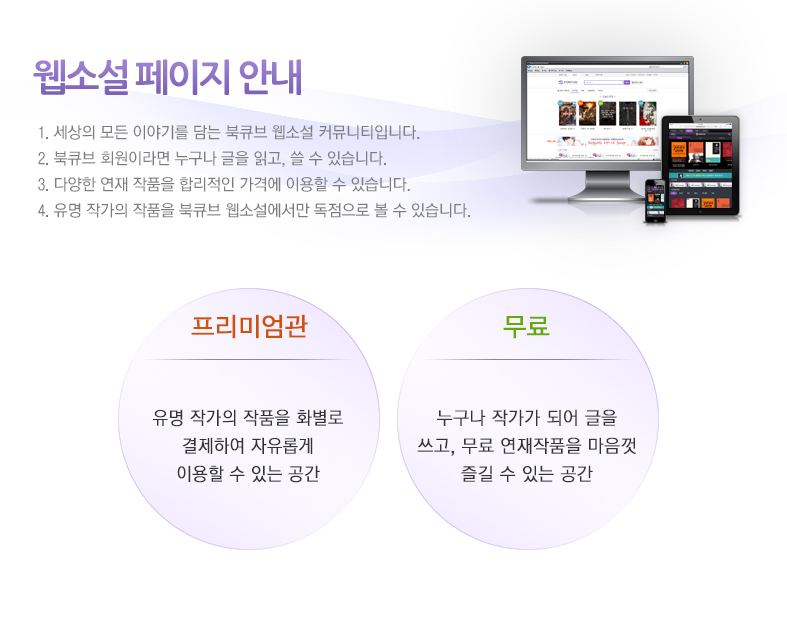 웹소설 페이지 안내
1. 세상의 모든 이야기를 담는 북큐브 웹소설 커뮤니티입니다.
2. 북큐브 회원이라면 누구나 글을 읽고, 쓸 수 있습니다.
3. 다양한 연재 작품을 합리적인 가격에 이용할 수 있습니다.
4. 유명 작가의 작품을 북큐브 웹소설에서만 독점으로 볼 수 있습니다.
프리미엄관
유명 작가의 작품을 화별로
결제하여 자유롭게
이용할 수 있는 공간
무료
누구나 작가가 되어 글을
쓰고, 무료 연재작품을 마음껏
즐길 수 있는 공간